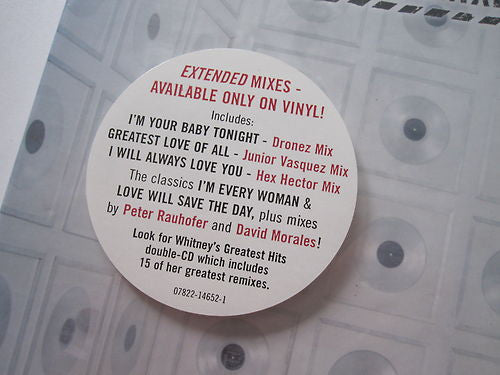 EXTENDED MIXES -
AVAILABLE ONLY ON VINYL!
Includes:
I'M YOUR BABY TONIGHT - Dronez Mix
GREATEST LOVE OF ALL - Junior Vasquez Mix
I WILL ALWAYS LOVE YOU - Hex Hector Mix
The classics I'M EVERY WOMAN &
LOVE WILL SAVE THE DAY, plus mixes
by Peter Rauhofer and David Morales!
Look for Whitney's Greatest Hits
double-CD which includes
15 of her greatest remixes.
07822-14652-1